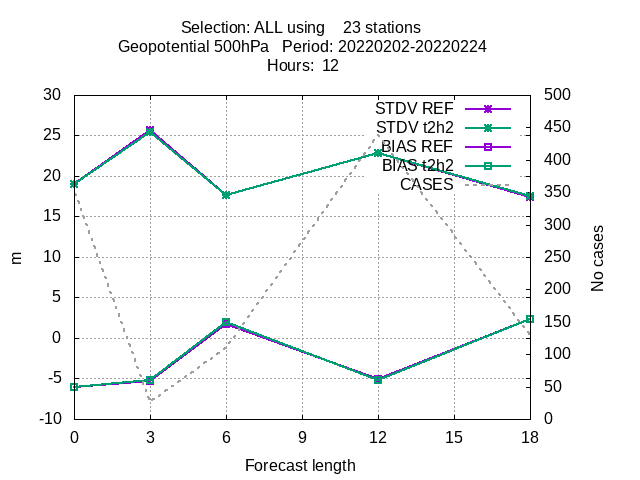 Selection: ALL using    23 stations
Geopotential 500hPa   Period: 20220202-20220224
Hours:  12
30
25
20
15
10
5
0
-5
-10
m
STDV REF
STDV t2h2
BIAS REF
BIAS t2h2
CASES
500
450
400
350
300
250
200
150
100
50
0
No cases
0 3 6 9 12 15 18
Forecast length